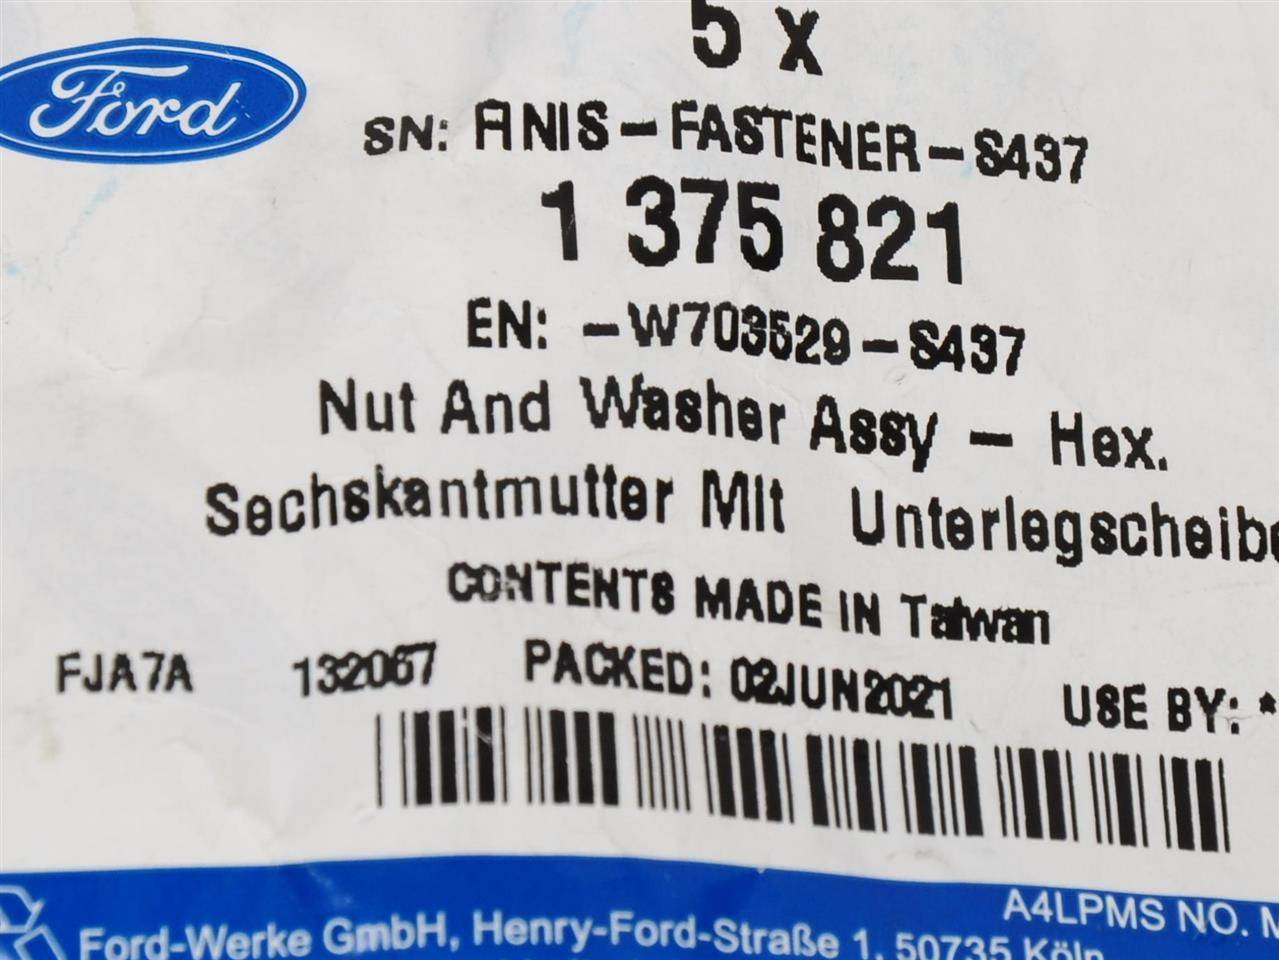 5 x
Ford
SN: ANIS-FASTENER-S437
1 375 821
EN: -W703529-S437
Nut And Washer Assy - Hex.
Sechskantmutter Mit Unterlegscheibe
CONTENTS MADE IN Taiwan
FJA7A 132067 PACKED: 02JUN2021 USE BY: *
A4LPMS NO. M
Ford-Werke GmbH, Henry-Ford-Straße 1, 50735 Köln